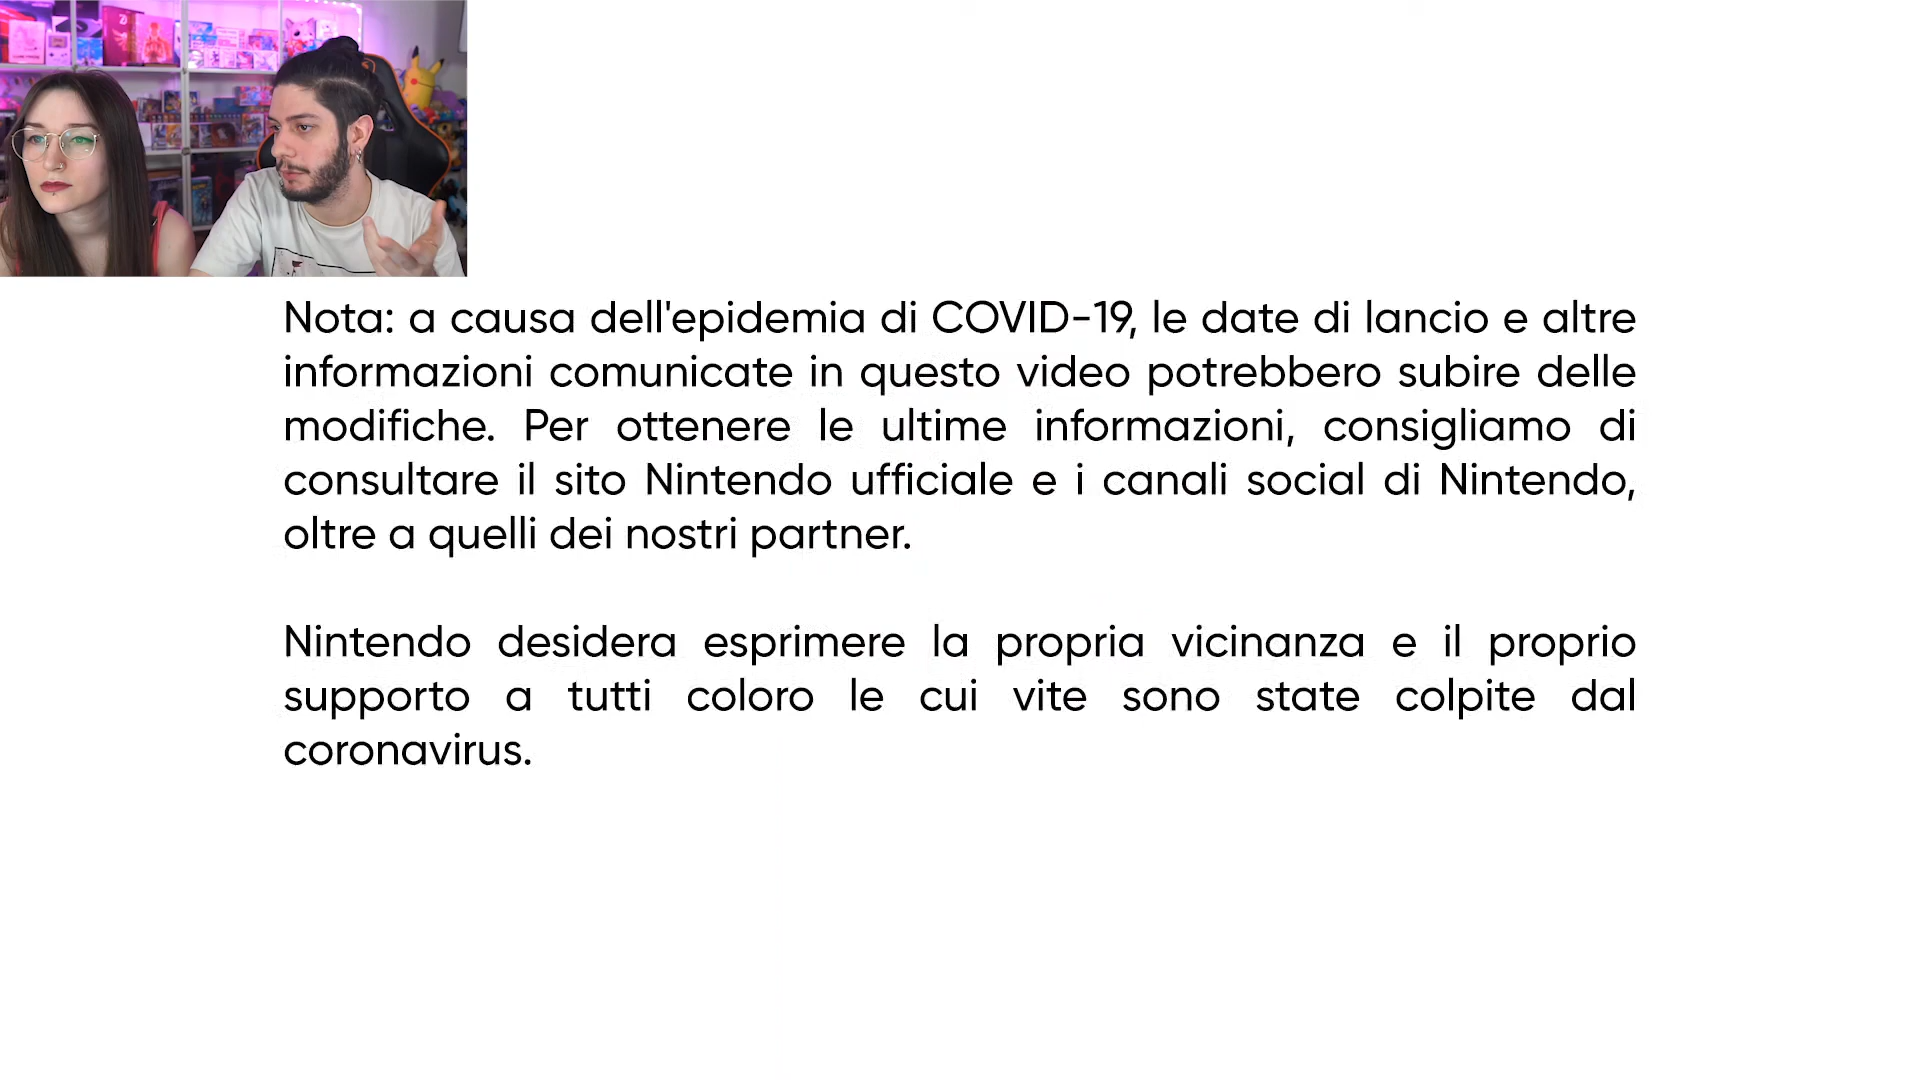 Nota: a causa dell'epidemia di COVID-19, le date di lancio e altre
informazioni comunicate in questo video potrebbero subire delle
modifiche. Per ottenere le ultime informazioni, consigliamo di
consultare il sito Nintendo ufficiale e i canali social di Nintendo,
oltre a quelli dei nostri partner.
Nintendo desidera esprimere la propria vicinanza e il proprio
supporto a tutti coloro le cui vite sono state colpite dal
coronavirus.